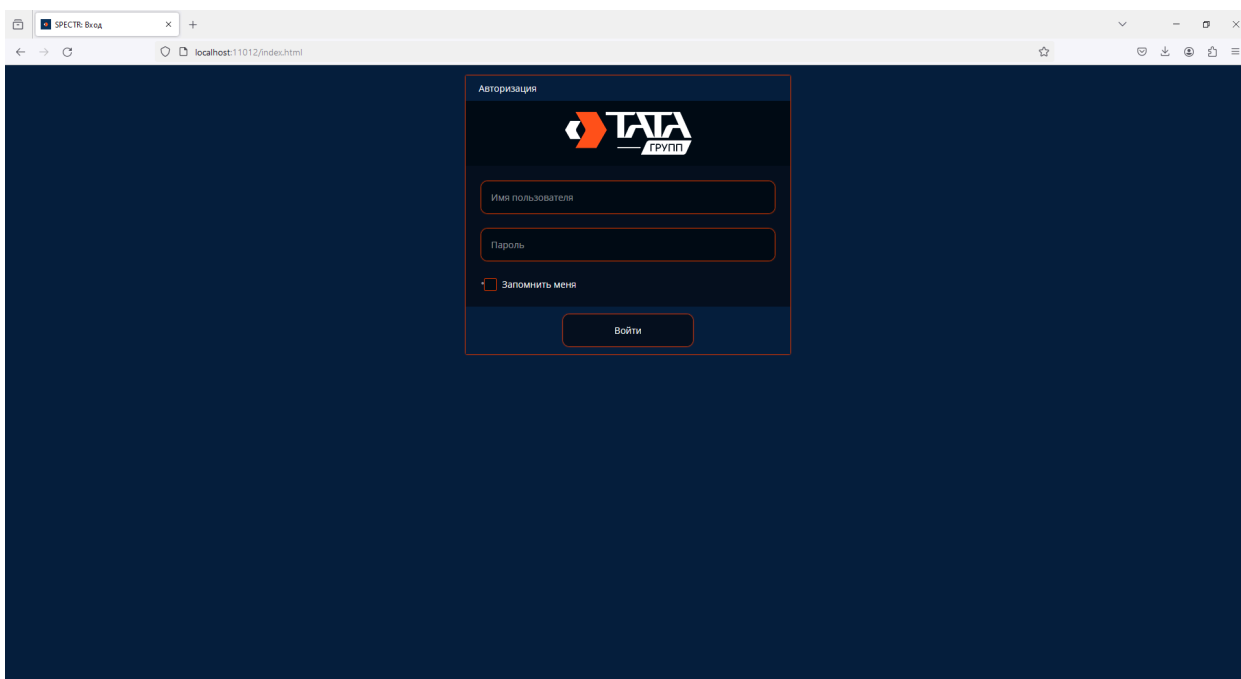 SPECTR: Вход
localhost:11012/index.html
Авторизация
ТАТА
ГРУПП
Имя пользователя
Пароль
* Запомнить меня
Войти